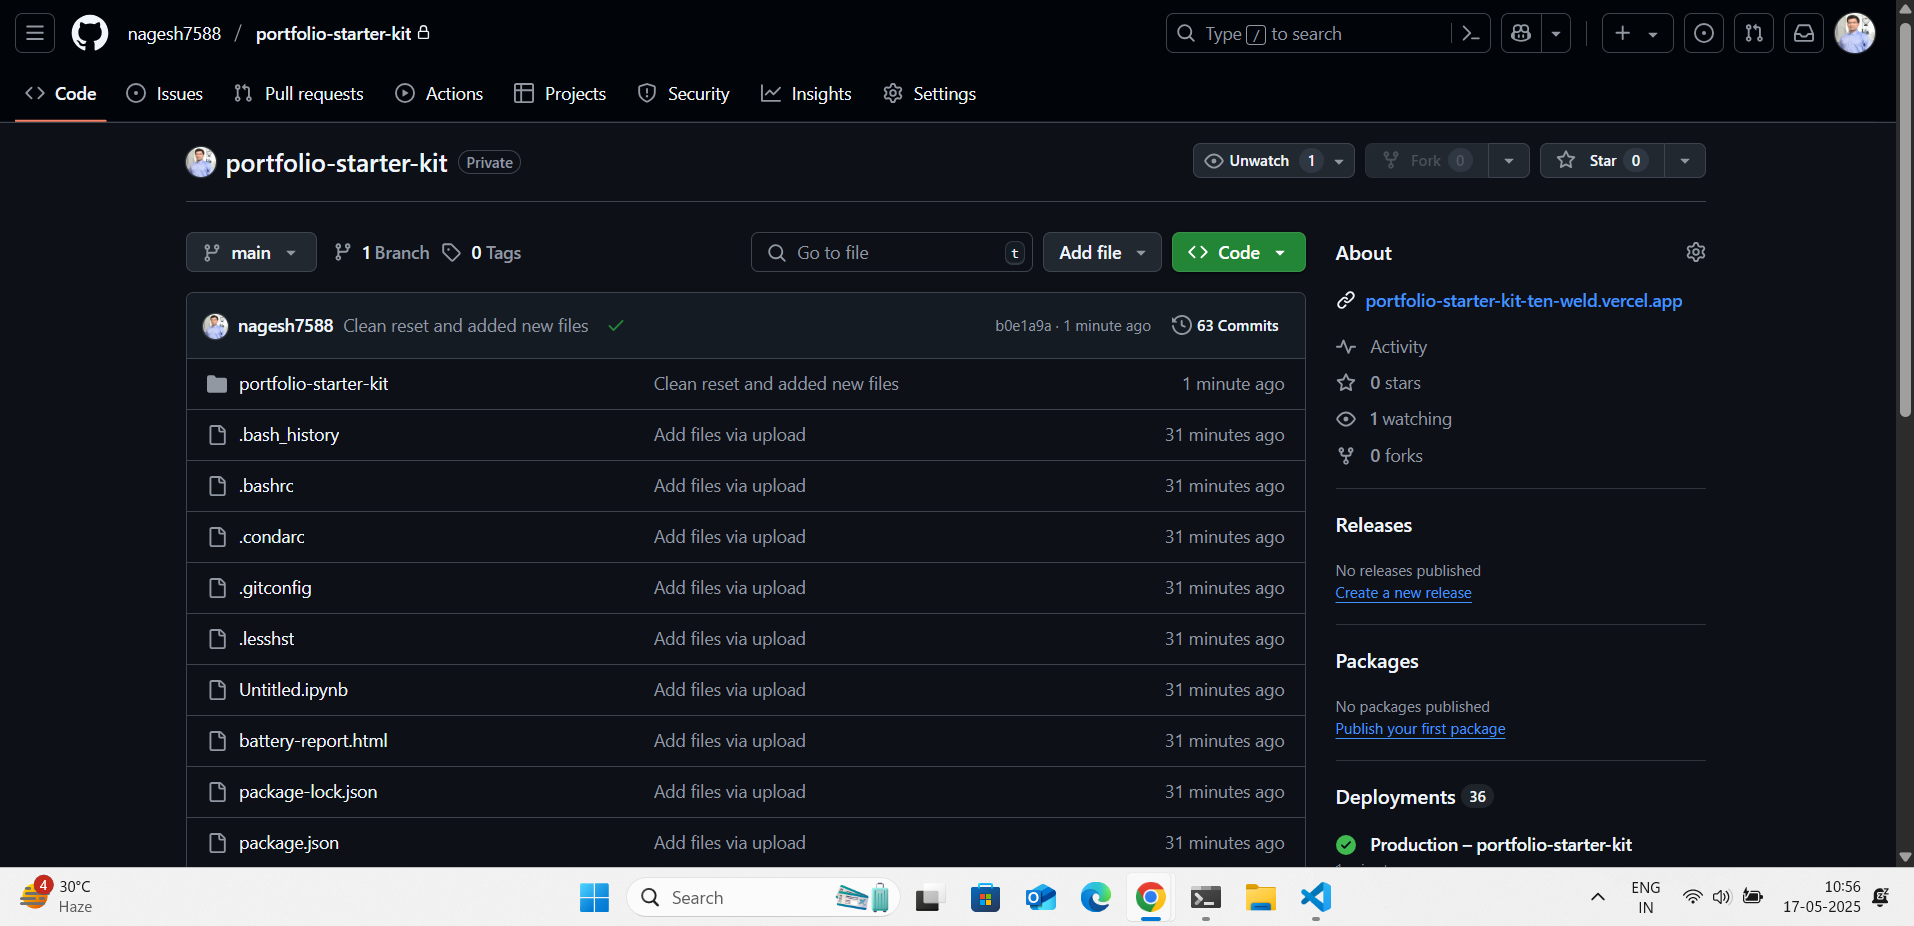 nagesh7588 / portfolio-starter-kit
Type / to search
Code
Issues
Pull requests
Actions
Projects
Security
Insights
Settings
portfolio-starter-kit Private
Unwatch 1
Fork 0
Star 0
main
1 Branch
0 Tags
Go to file t
Add file
Code
nagesh7588 Clean reset and added new files
b0e1a9a · 1 minute ago
63 Commits
portfolio-starter-kit Clean reset and added new files 1 minute ago
.bash_history Add files via upload 31 minutes ago
.bashrc Add files via upload 31 minutes ago
.condarc Add files via upload 31 minutes ago
.gitconfig Add files via upload 31 minutes ago
.lesshst Add files via upload 31 minutes ago
Untitled.ipynb Add files via upload 31 minutes ago
battery-report.html Add files via upload 31 minutes ago
package-lock.json Add files via upload 31 minutes ago
package.json Add files via upload 31 minutes ago
About
portfolio-starter-kit-ten-weld.vercel.app
Activity
0 stars
1 watching
0 forks
Releases
No releases published
Create a new release
Packages
No packages published
Publish your first package
Deployments 36
Production – portfolio-starter-kit
4
30°C
Haze
Search
ENG
IN
10:56
17-05-2025